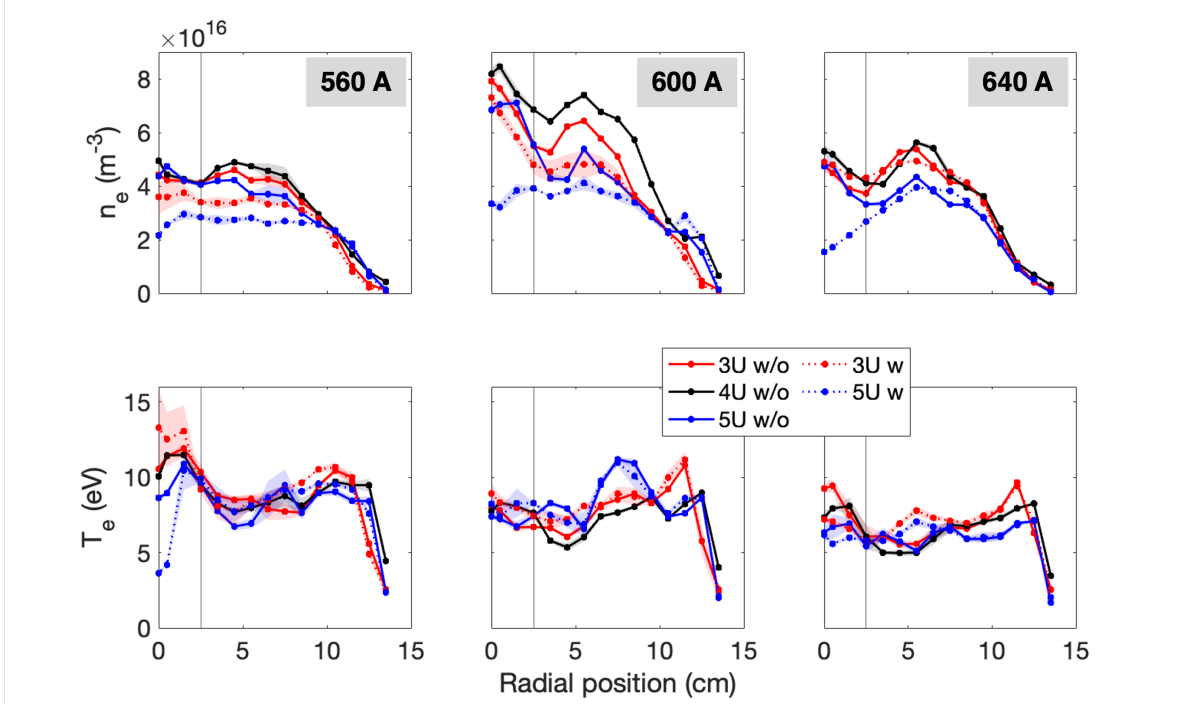 ×10^16
560 A
600 A
640 A
8
6
4
2
0
n_e (m^-3)
3U w/o 3U w
4U w/o 5U w
5U w/o
15
10
5
0
T_e (eV)
0 5 10 15
0 5 10 15
0 5 10 15
Radial position (cm)